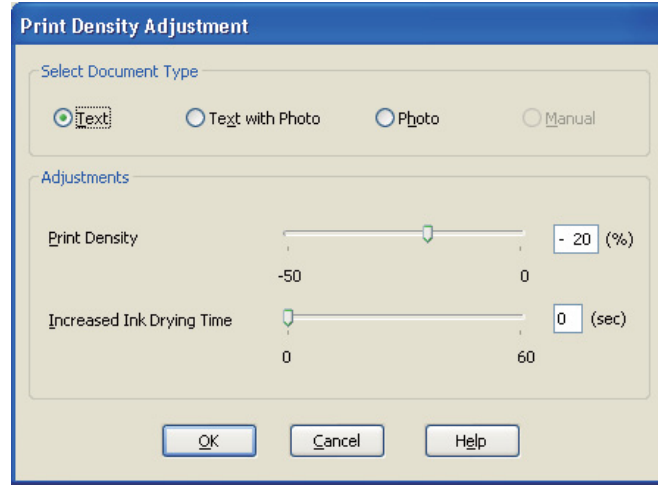 Print Density Adjustment
Select Document Type
Text Text with Photo Photo Manual
Adjustments
Print Density - 20 (%)
-50 0
Increased Ink Drying Time 0 (sec)
0 60
OK Cancel Help